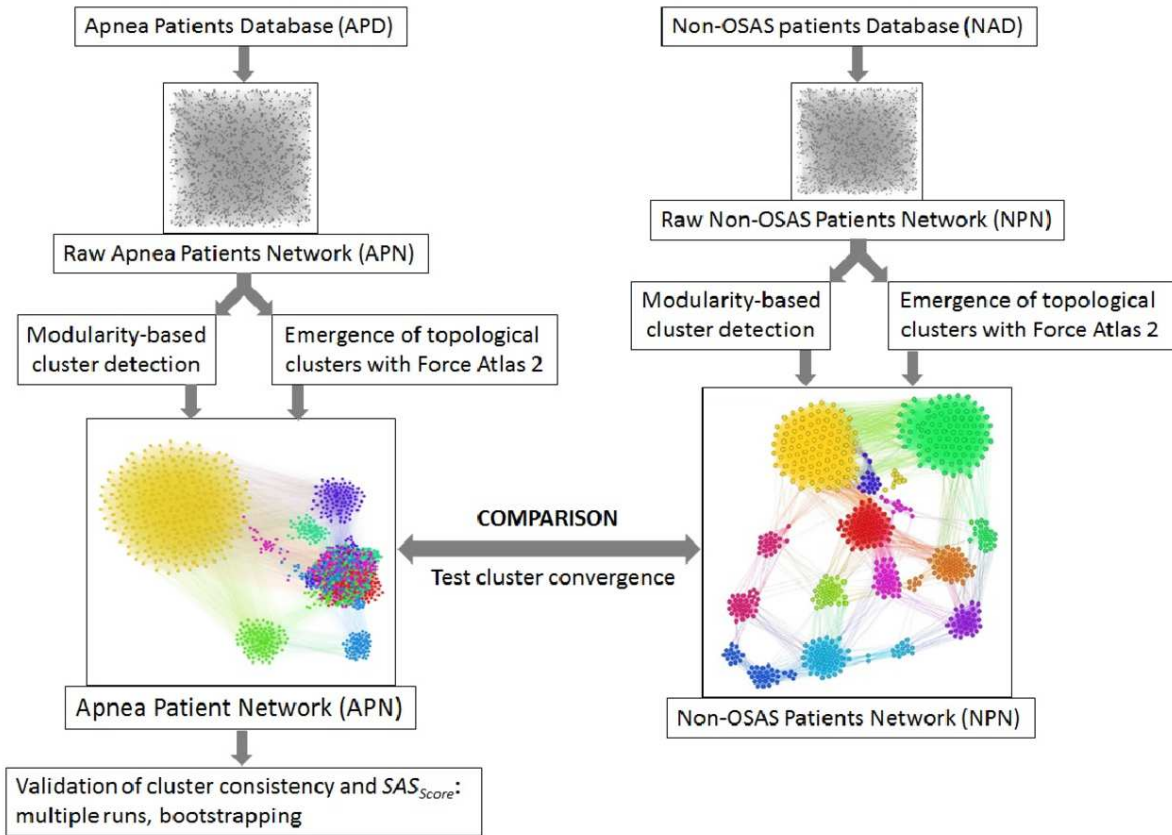 Apnea Patients Database (APD)
Non-OSAS patients Database (NAD)
Raw Apnea Patients Network (APN)
Raw Non-OSAS Patients Network (NPN)
Modularity-based
cluster detection
Emergence of topological
clusters with Force Atlas 2
Modularity-based
cluster detection
Emergence of topological
clusters with Force Atlas 2
COMPARISON
Test cluster convergence
Apnea Patient Network (APN)
Non-OSAS Patients Network (NPN)
Validation of cluster consistency and SAS_Score:
multiple runs, bootstrapping